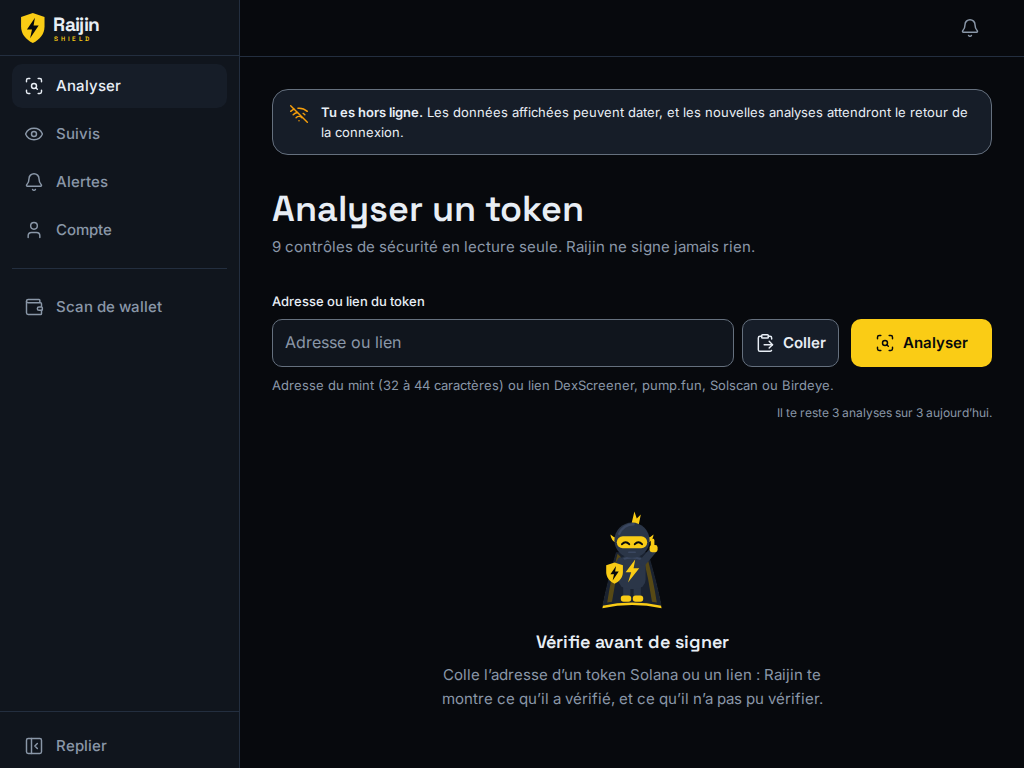 Raijin
SHIELD
Analyser
Suivis
Alertes
Compte
Scan de wallet
Replier
Tu es hors ligne. Les données affichées peuvent dater, et les nouvelles analyses attendront le retour de
la connexion.
Analyser un token
9 contrôles de sécurité en lecture seule. Raijin ne signe jamais rien.
Adresse ou lien du token
Adresse ou lien
Coller
Analyser
Adresse du mint (32 à 44 caractères) ou lien DexScreener, pump.fun, Solscan ou Birdeye.
Il te reste 3 analyses sur 3 aujourd’hui.
Vérifie avant de signer
Colle l’adresse d’un token Solana ou un lien : Raijin te
montre ce qu’il a vérifié, et ce qu’il n’a pas pu vérifier.